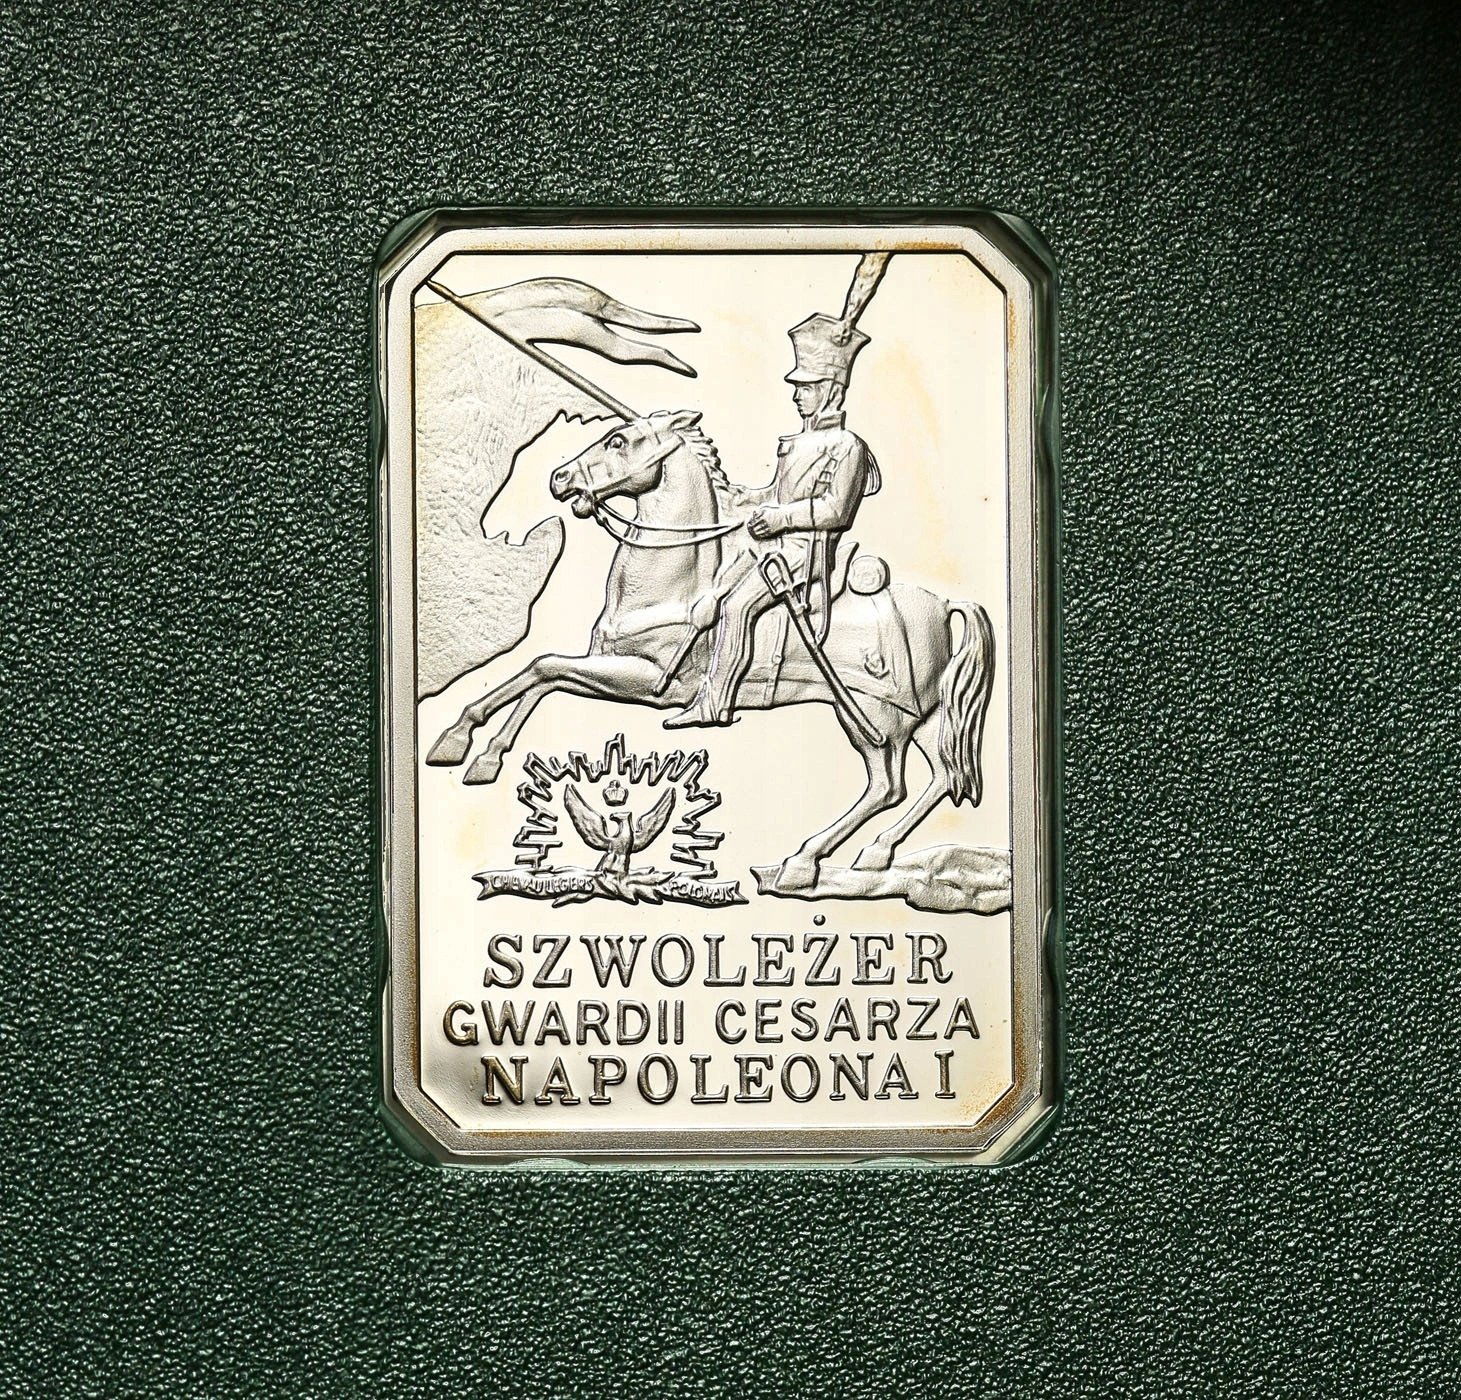 CHEVAULEGERS POLONAIS
SZWOLEŻER
GWARDII CESARZA
NAPOLEONA I